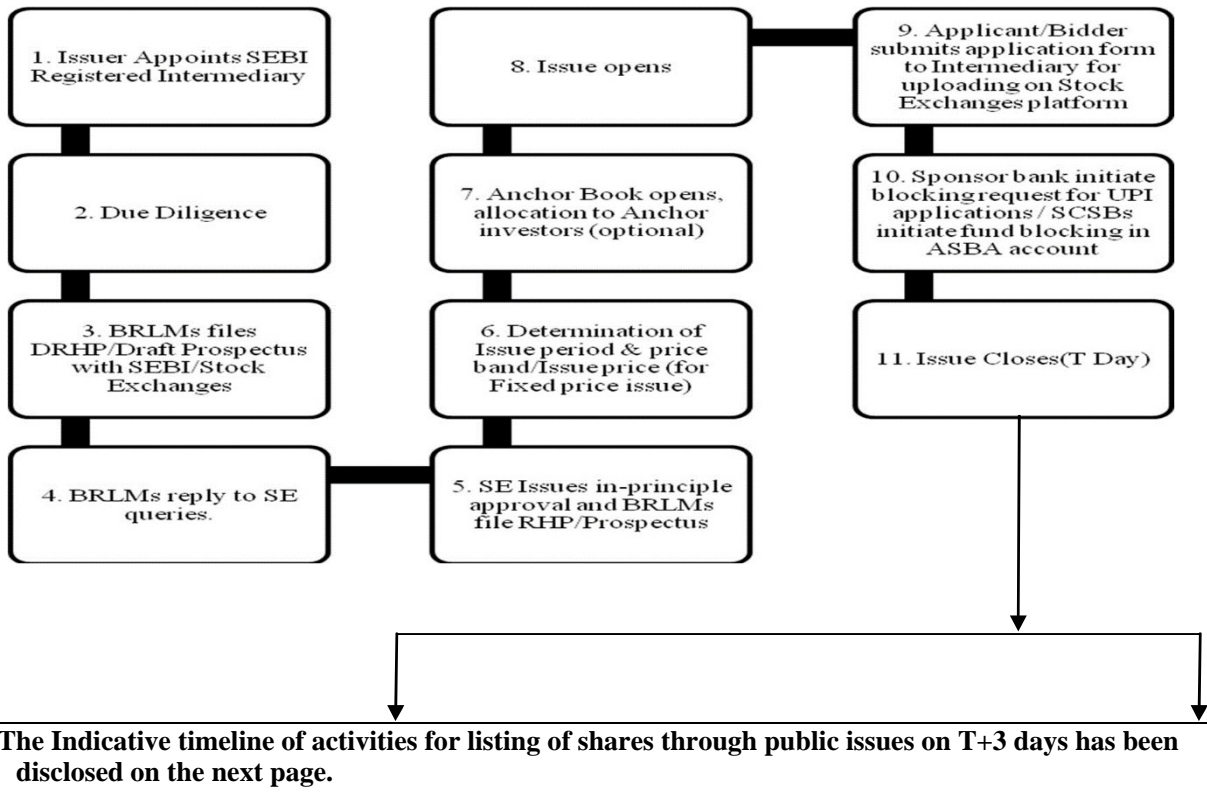 1. Issuer Appoints SEBI
Registered Intermediary
2. Due Diligence
3. BRLMs files
DRHP/Draft Prospectus
with SEBI/Stock
Exchanges
4. BRLMs reply to SE
queries.
5. SE Issues in-principle
approval and BRLMs
file RHP/Prospectus
6. Determination of
Issue period & price
band/Issue price (for
Fixed price issue)
7. Anchor Book opens,
allocation to Anchor
investors (optional)
8. Issue opens
9. Applicant/Bidder
submits application form
to Intermediary for
uploading on Stock
Exchanges platform
10. Sponsor bank initiate
blocking request for UPI
applications / SCSBs
initiate fund blocking in
ASBA account
11. Issue Closes(T Day)
The Indicative timeline of activities for listing of shares through public issues on T+3 days has been
disclosed on the next page.